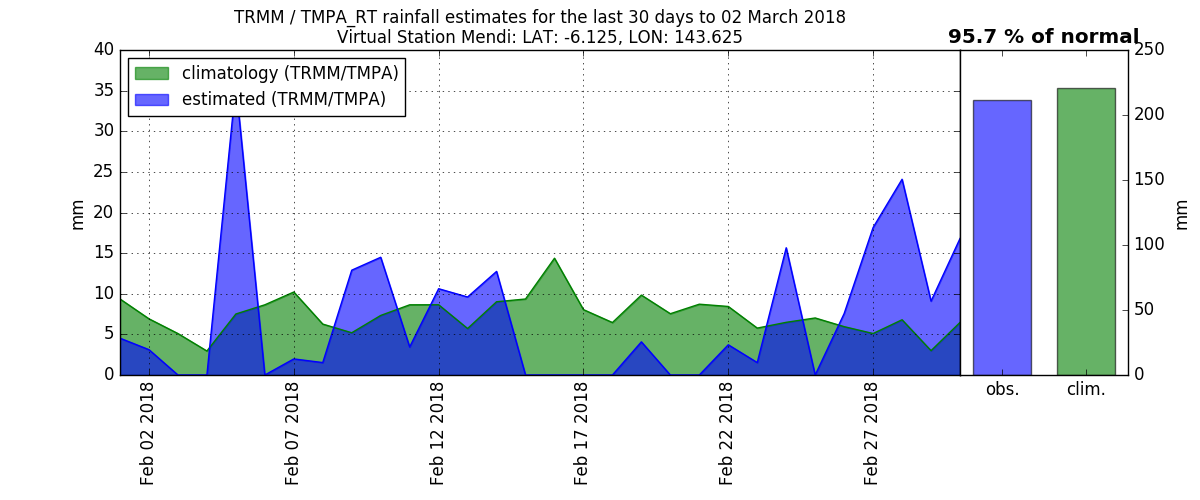 TRMM / TMPA_RT rainfall estimates for the last 30 days to 02 March 2018
Virtual Station Mendi: LAT: -6.125, LON: 143.625
95.7 % of normal
climatology (TRMM/TMPA)
estimated (TRMM/TMPA)
40
35
30
25
20
15
10
5
0
mm
Feb 02 2018
Feb 07 2018
Feb 12 2018
Feb 17 2018
Feb 22 2018
Feb 27 2018
250
200
150
100
50
0
mm
obs.
clim.